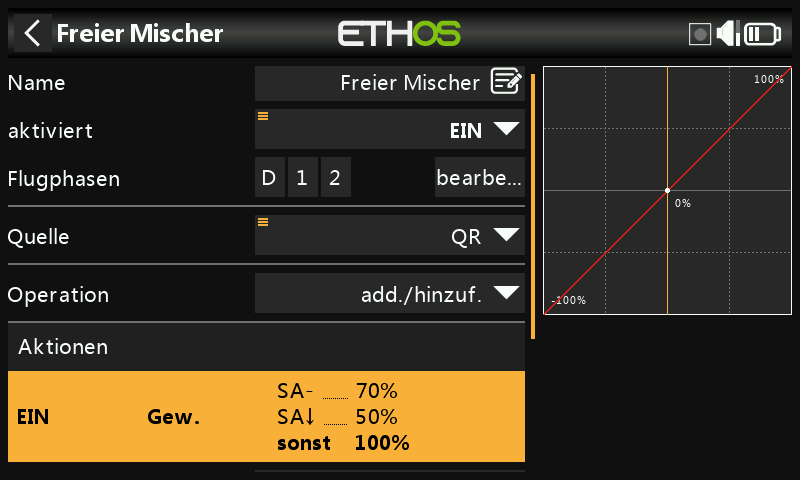 Freier Mischer
ETHOS
Name
Freier Mischer
aktiviert
EIN
Flugphasen
D 1 2 bearbe...
Quelle
QR
Operation
add./hinzuf.
Aktionen
EIN Gew.
SA- ..... 70%
SA↓ ..... 50%
sonst 100%
100%
0%
-100%